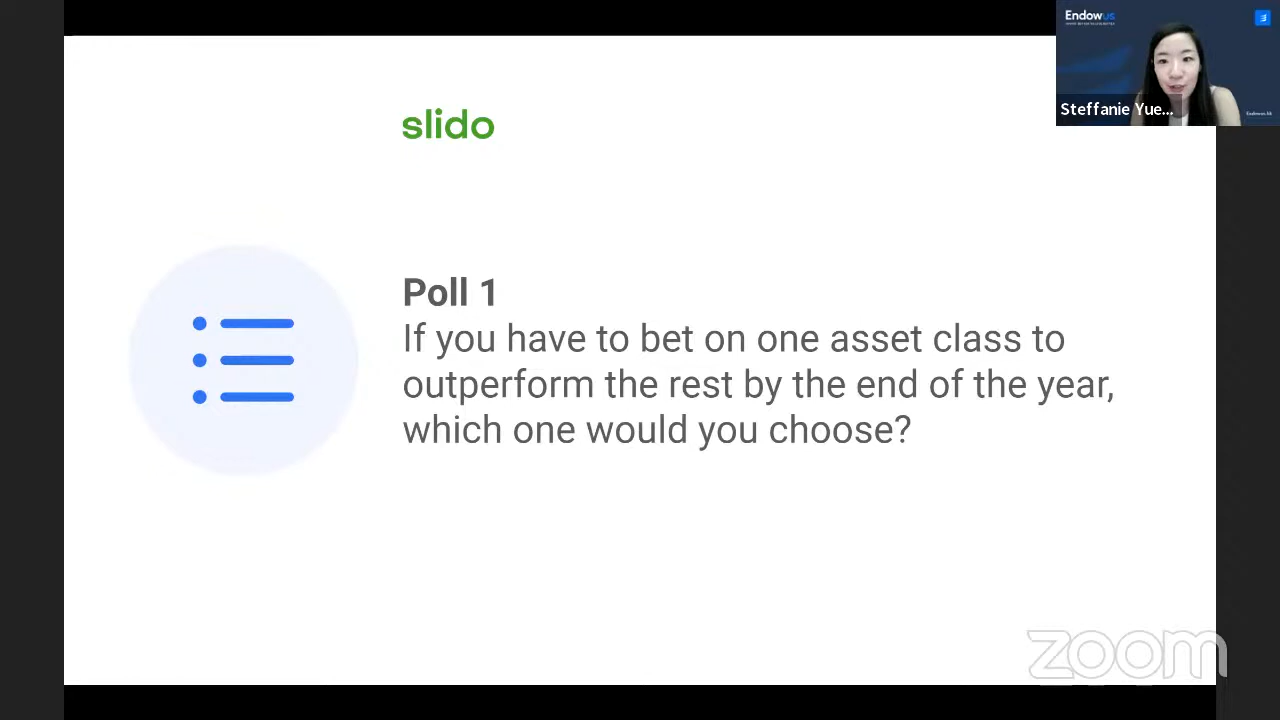 Endowus
Steffanie Yue...
slido
Poll 1
If you have to bet on one asset class to
outperform the rest by the end of the year,
which one would you choose?
zoom